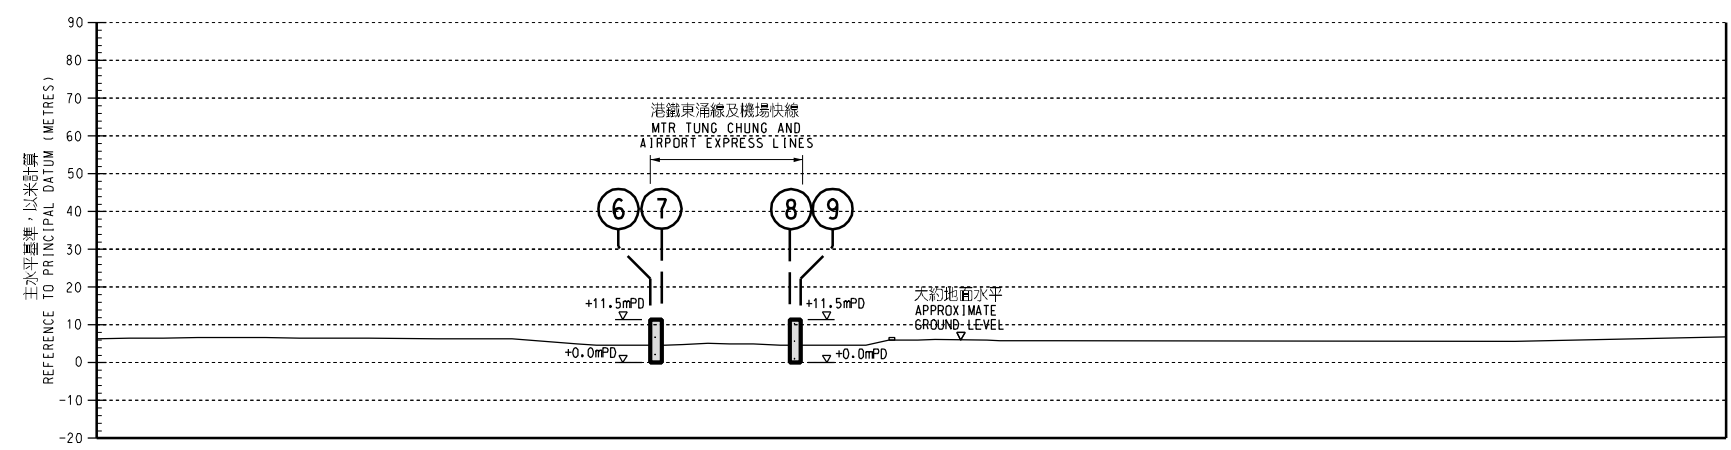 90
80
70
60
50
40
30
20
10
0
-10
-20
主水平基準，以米計算
REFERENCE TO PRINCIPAL DATUM (METRES)
港鐵東涌線及機場快線
MTR TUNG CHUNG AND
AIRPORT EXPRESS LINES
6 7 8 9
+11.5mPD +11.5mPD
大約地面水平
APPROXIMATE
GROUND LEVEL
+0.0mPD +0.0mPD